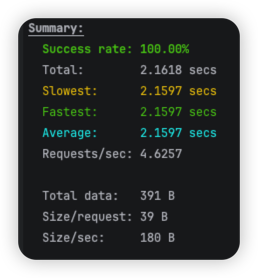 Summary:
Success rate: 100.00%
Total: 2.1618 secs
Slowest: 2.1597 secs
Fastest: 2.1597 secs
Average: 2.1597 secs
Requests/sec: 4.6257
Total data: 391 B
Size/request: 39 B
Size/sec: 180 B